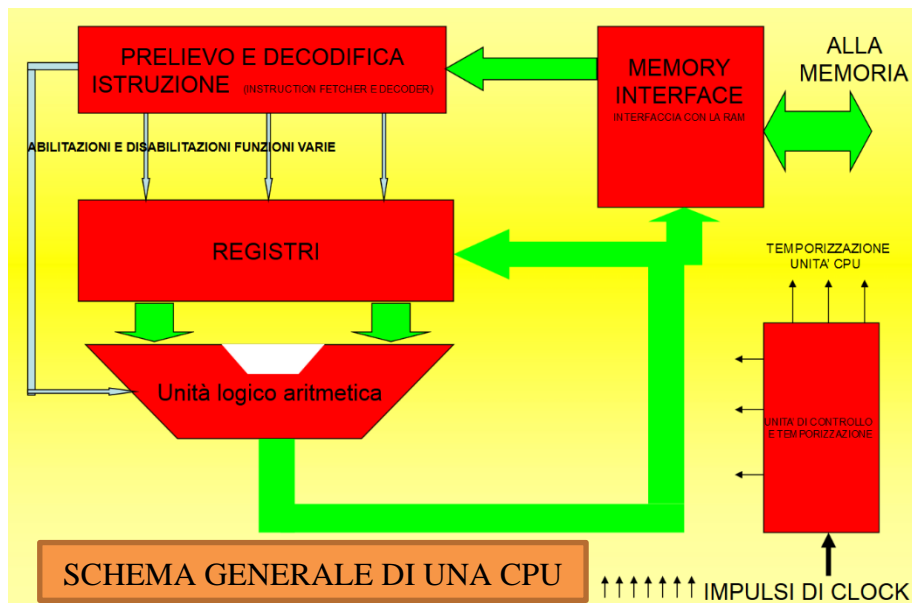 PRELIEVO E DECODIFICA
ISTRUZIONE (INSTRUCTION FETCHER E DECODER)
MEMORY
INTERFACE
INTERFACCIA CON LA RAM
ALLA
MEMORIA
ABILITAZIONI E DISABILITAZIONI FUNZIONI VARIE
REGISTRI
TEMPORIZZAZIONE
UNITA' CPU
Unità logico aritmetica
UNITA' DI CONTROLLO
E TEMPORIZZAZIONE
SCHEMA GENERALE DI UNA CPU
IMPULSI DI CLOCK